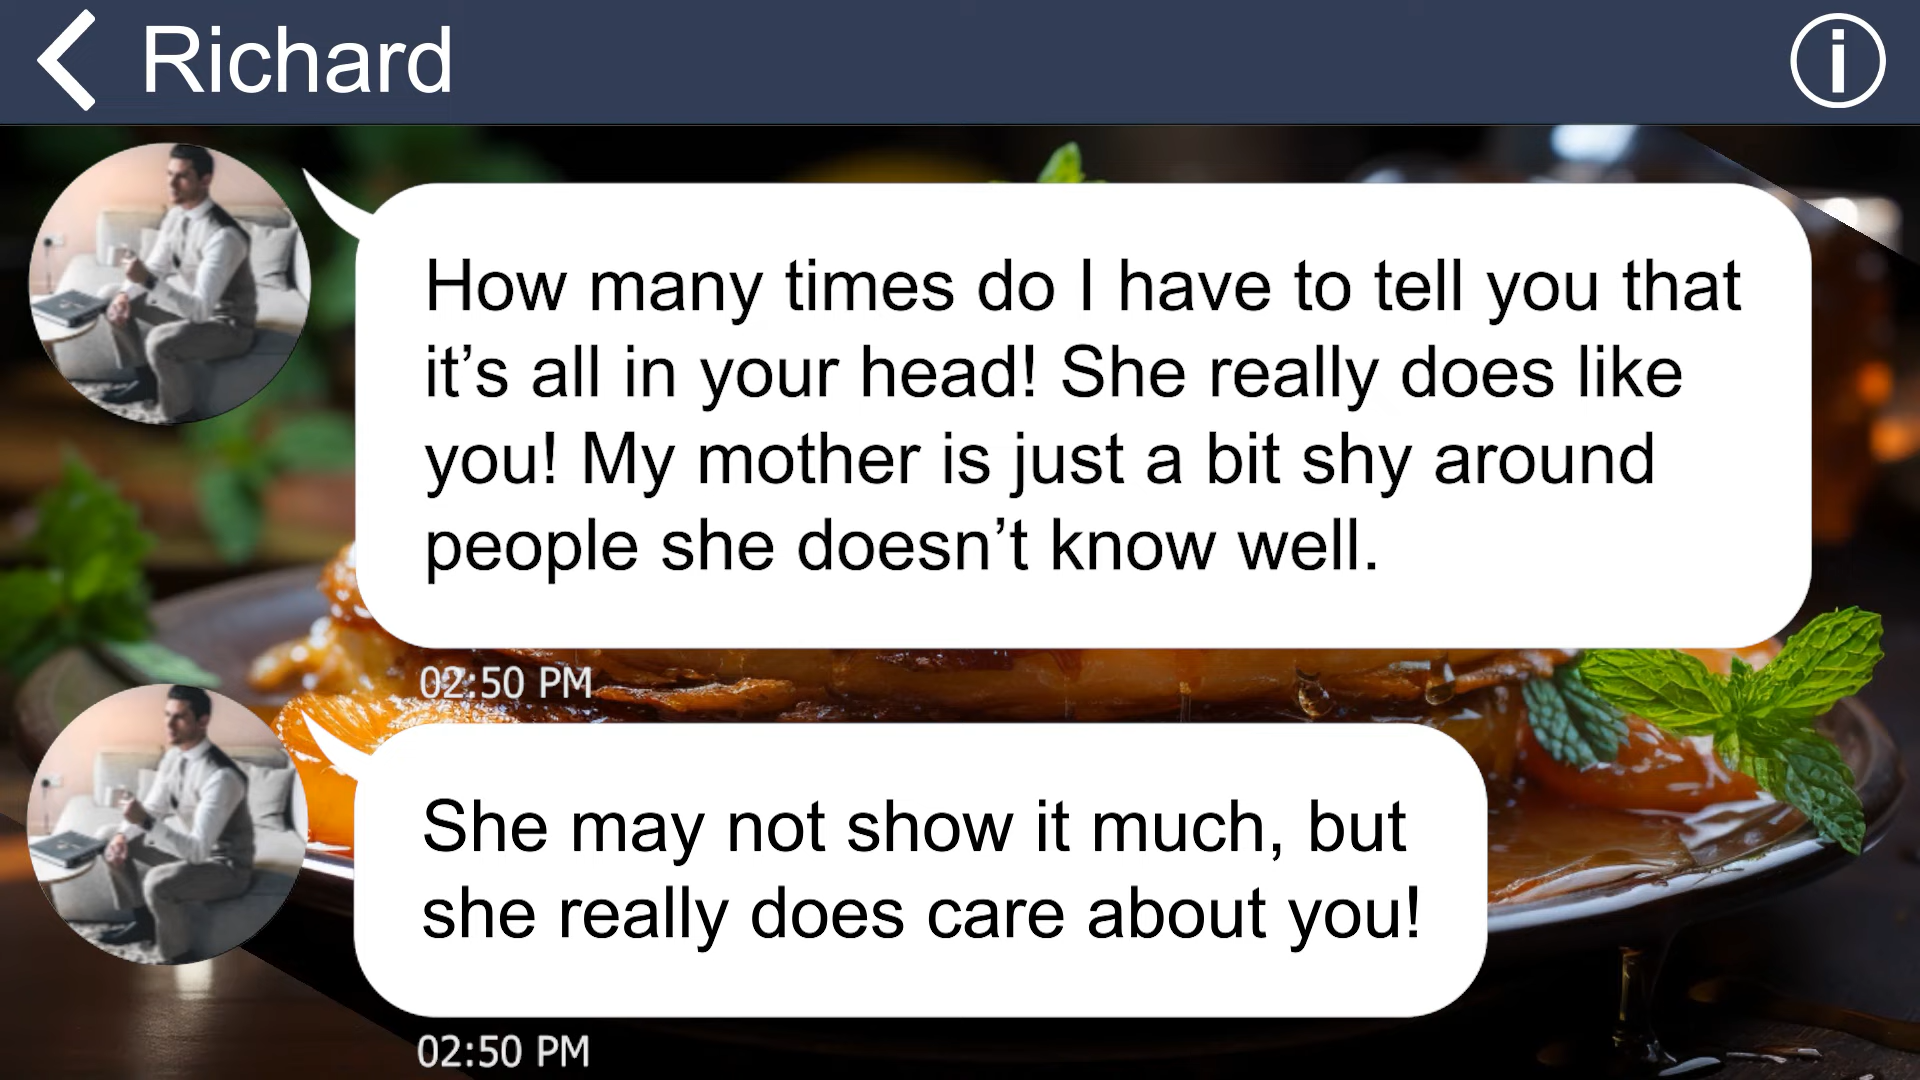 Richard
How many times do I have to tell you that
it’s all in your head! She really does like
you! My mother is just a bit shy around
people she doesn’t know well.
02:50 PM
She may not show it much, but
she really does care about you!
02:50 PM